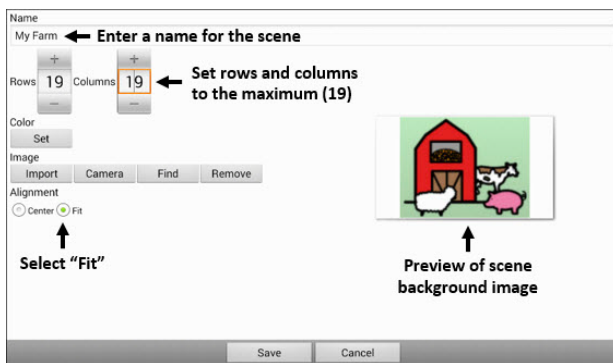 Name
My Farm
Enter a name for the scene
+ +
Rows 19 Columns 19
- -
Set rows and columns
to the maximum (19)
Color
Set
Image
Import Camera Find Remove
Alignment
Center Fit
Select “Fit”
Preview of scene
background image
Save Cancel